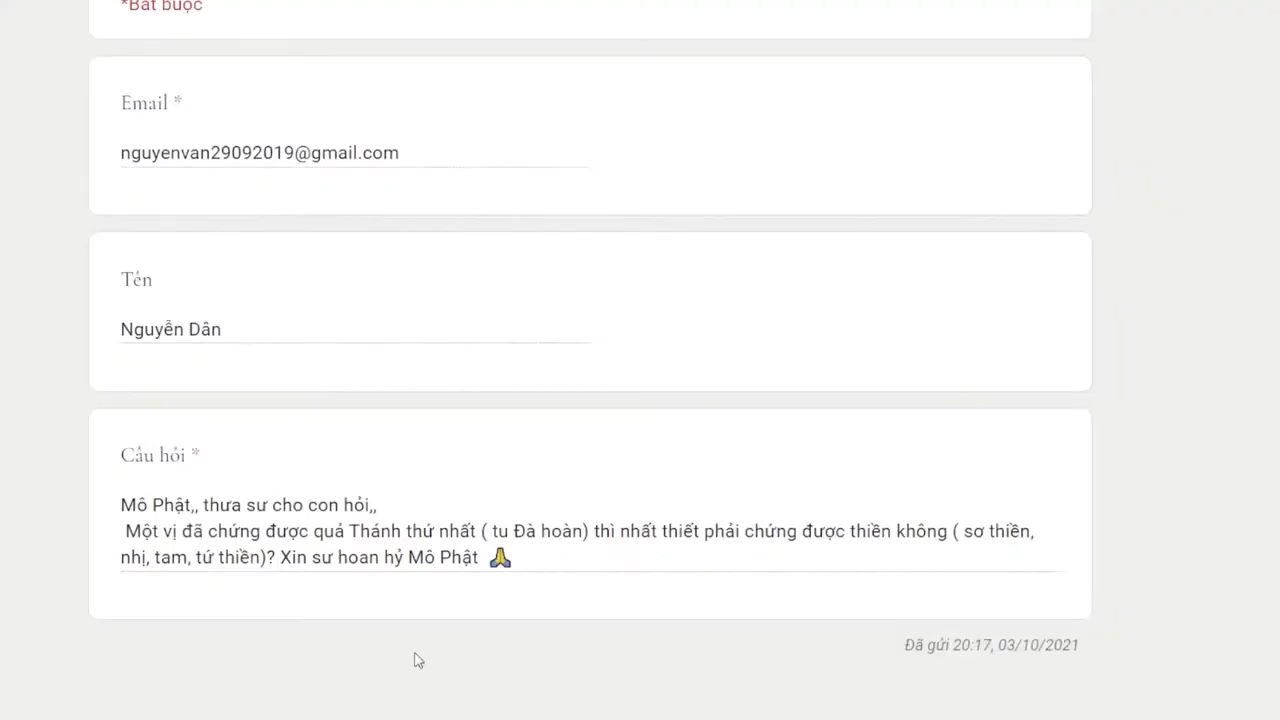 *Bắt buộc
Email *
nguyenvan29092019@gmail.com
Tên
Nguyễn Dân
Câu hỏi *
Mô Phật,, thưa sư cho con hỏi,,
Một vị đã chứng được quả Thánh thứ nhất ( tu Đà hoàn) thì nhất thiết phải chứng được thiền không ( sơ thiền,
nhị, tam, tứ thiền)? Xin sư hoan hỷ Mô Phật 🙏
Đã gửi 20:17, 03/10/2021